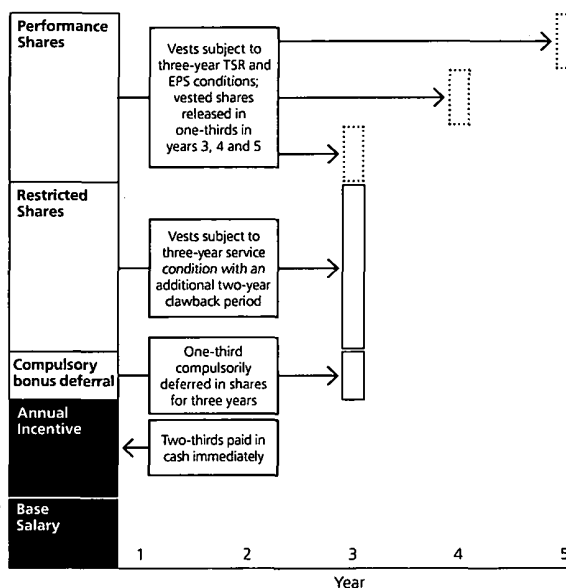 Performance
Shares
Vests subject to
three-year TSR and
EPS conditions;
vested shares
released in
one-thirds in
years 3, 4 and 5
Restricted
Shares
Vests subject to
three-year service
condition with an
additional two-year
clawback period
Compulsory
bonus deferral
One-third
compulsorily
deferred in shares
for three years
Annual
Incentive
Two-thirds paid in
cash immediately
Base
Salary
1 2 3 4 5
Year